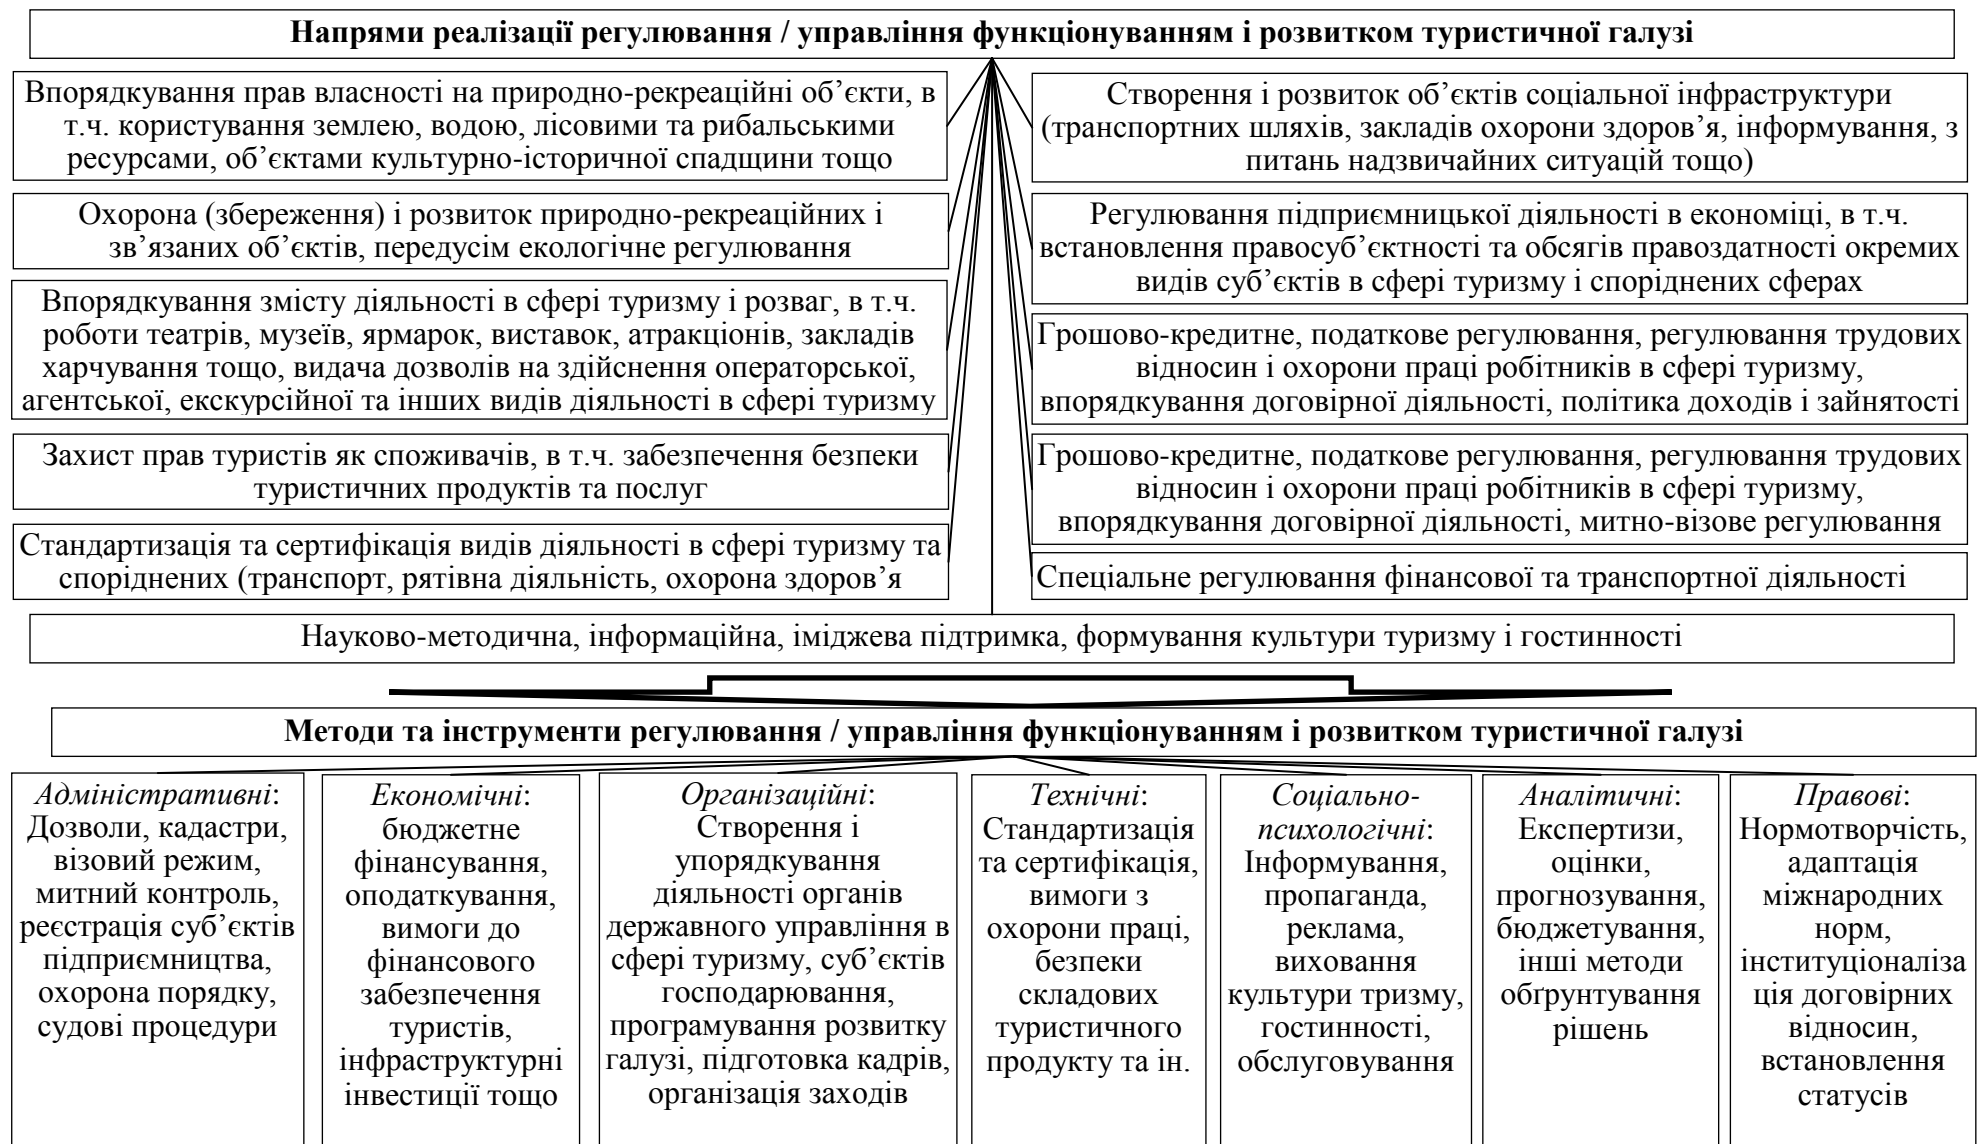 Напрями реалізації регулювання / управління функціонуванням і розвитком туристичної галузі
Впорядкування прав власності на природно-рекреаційні об’єкти, в
т.ч. користування землею, водою, лісовими та рибальськими
ресурсами, об’єктами культурно-історичної спадщини тощо
Охорона (збереження) і розвиток природно-рекреаційних і
зв’язаних об’єктів, передусім екологічне регулювання
Впорядкування змісту діяльності в сфері туризму і розваг, в т.ч.
роботи театрів, музеїв, ярмарок, виставок, атракціонів, закладів
харчування тощо, видача дозволів на здійснення операторської,
агентської, екскурсійної та інших видів діяльності в сфері туризму
Захист прав туристів як споживачів, в т.ч. забезпечення безпеки
туристичних продуктів та послуг
Стандартизація та сертифікація видів діяльності в сфері туризму та
споріднених (транспорт, рятівна діяльність, охорона здоров’я
Створення і розвиток об’єктів соціальної інфраструктури
(транспортних шляхів, закладів охорони здоров’я, інформування, з
питань надзвичайних ситуацій тощо)
Регулювання підприємницької діяльності в економіці, в т.ч.
встановлення правосуб’єктності та обсягів правоздатності окремих
видів суб’єктів в сфері туризму і споріднених сферах
Грошово-кредитне, податкове регулювання, регулювання трудових
відносин і охорони праці робітників в сфері туризму,
впорядкування договірної діяльності, політика доходів і зайнятості
Грошово-кредитне, податкове регулювання, регулювання трудових
відносин і охорони праці робітників в сфері туризму,
впорядкування договірної діяльності, митно-візове регулювання
Спеціальне регулювання фінансової та транспортної діяльності
Науково-методична, інформаційна, іміджева підтримка, формування культури туризму і гостинності
Методи та інструменти регулювання / управління функціонуванням і розвитком туристичної галузі
Адміністративні:
Дозволи, кадастри,
візовий режим,
митний контроль,
реєстрація суб’єктів
підприємництва,
охорона порядку,
судові процедури
Економічні:
бюджетне
фінансування,
оподаткування,
вимоги до
фінансового
забезпечення
туристів,
інфраструктурні
інвестиції тощо
Організаційні:
Створення і
упорядкування
діяльності органів
державного управління в
сфері туризму, суб’єктів
господарювання,
програмування розвитку
галузі, підготовка кадрів,
організація заходів
Технічні:
Стандартизація
та сертифікація,
вимоги з
охорони праці,
безпеки
складових
туристичного
продукту та ін.
Соціально-
психологічні:
Інформування,
пропаганда,
реклама,
виховання
культури тризму,
гостинності,
обслуговування
Аналітичні:
Експертизи,
оцінки,
прогнозування,
бюджетування,
інші методи
обґрунтування
рішень
Правові:
Нормотворчість,
адаптація
міжнародних
норм,
інституціоналіза
ція договірних
відносин,
встановлення
статусів